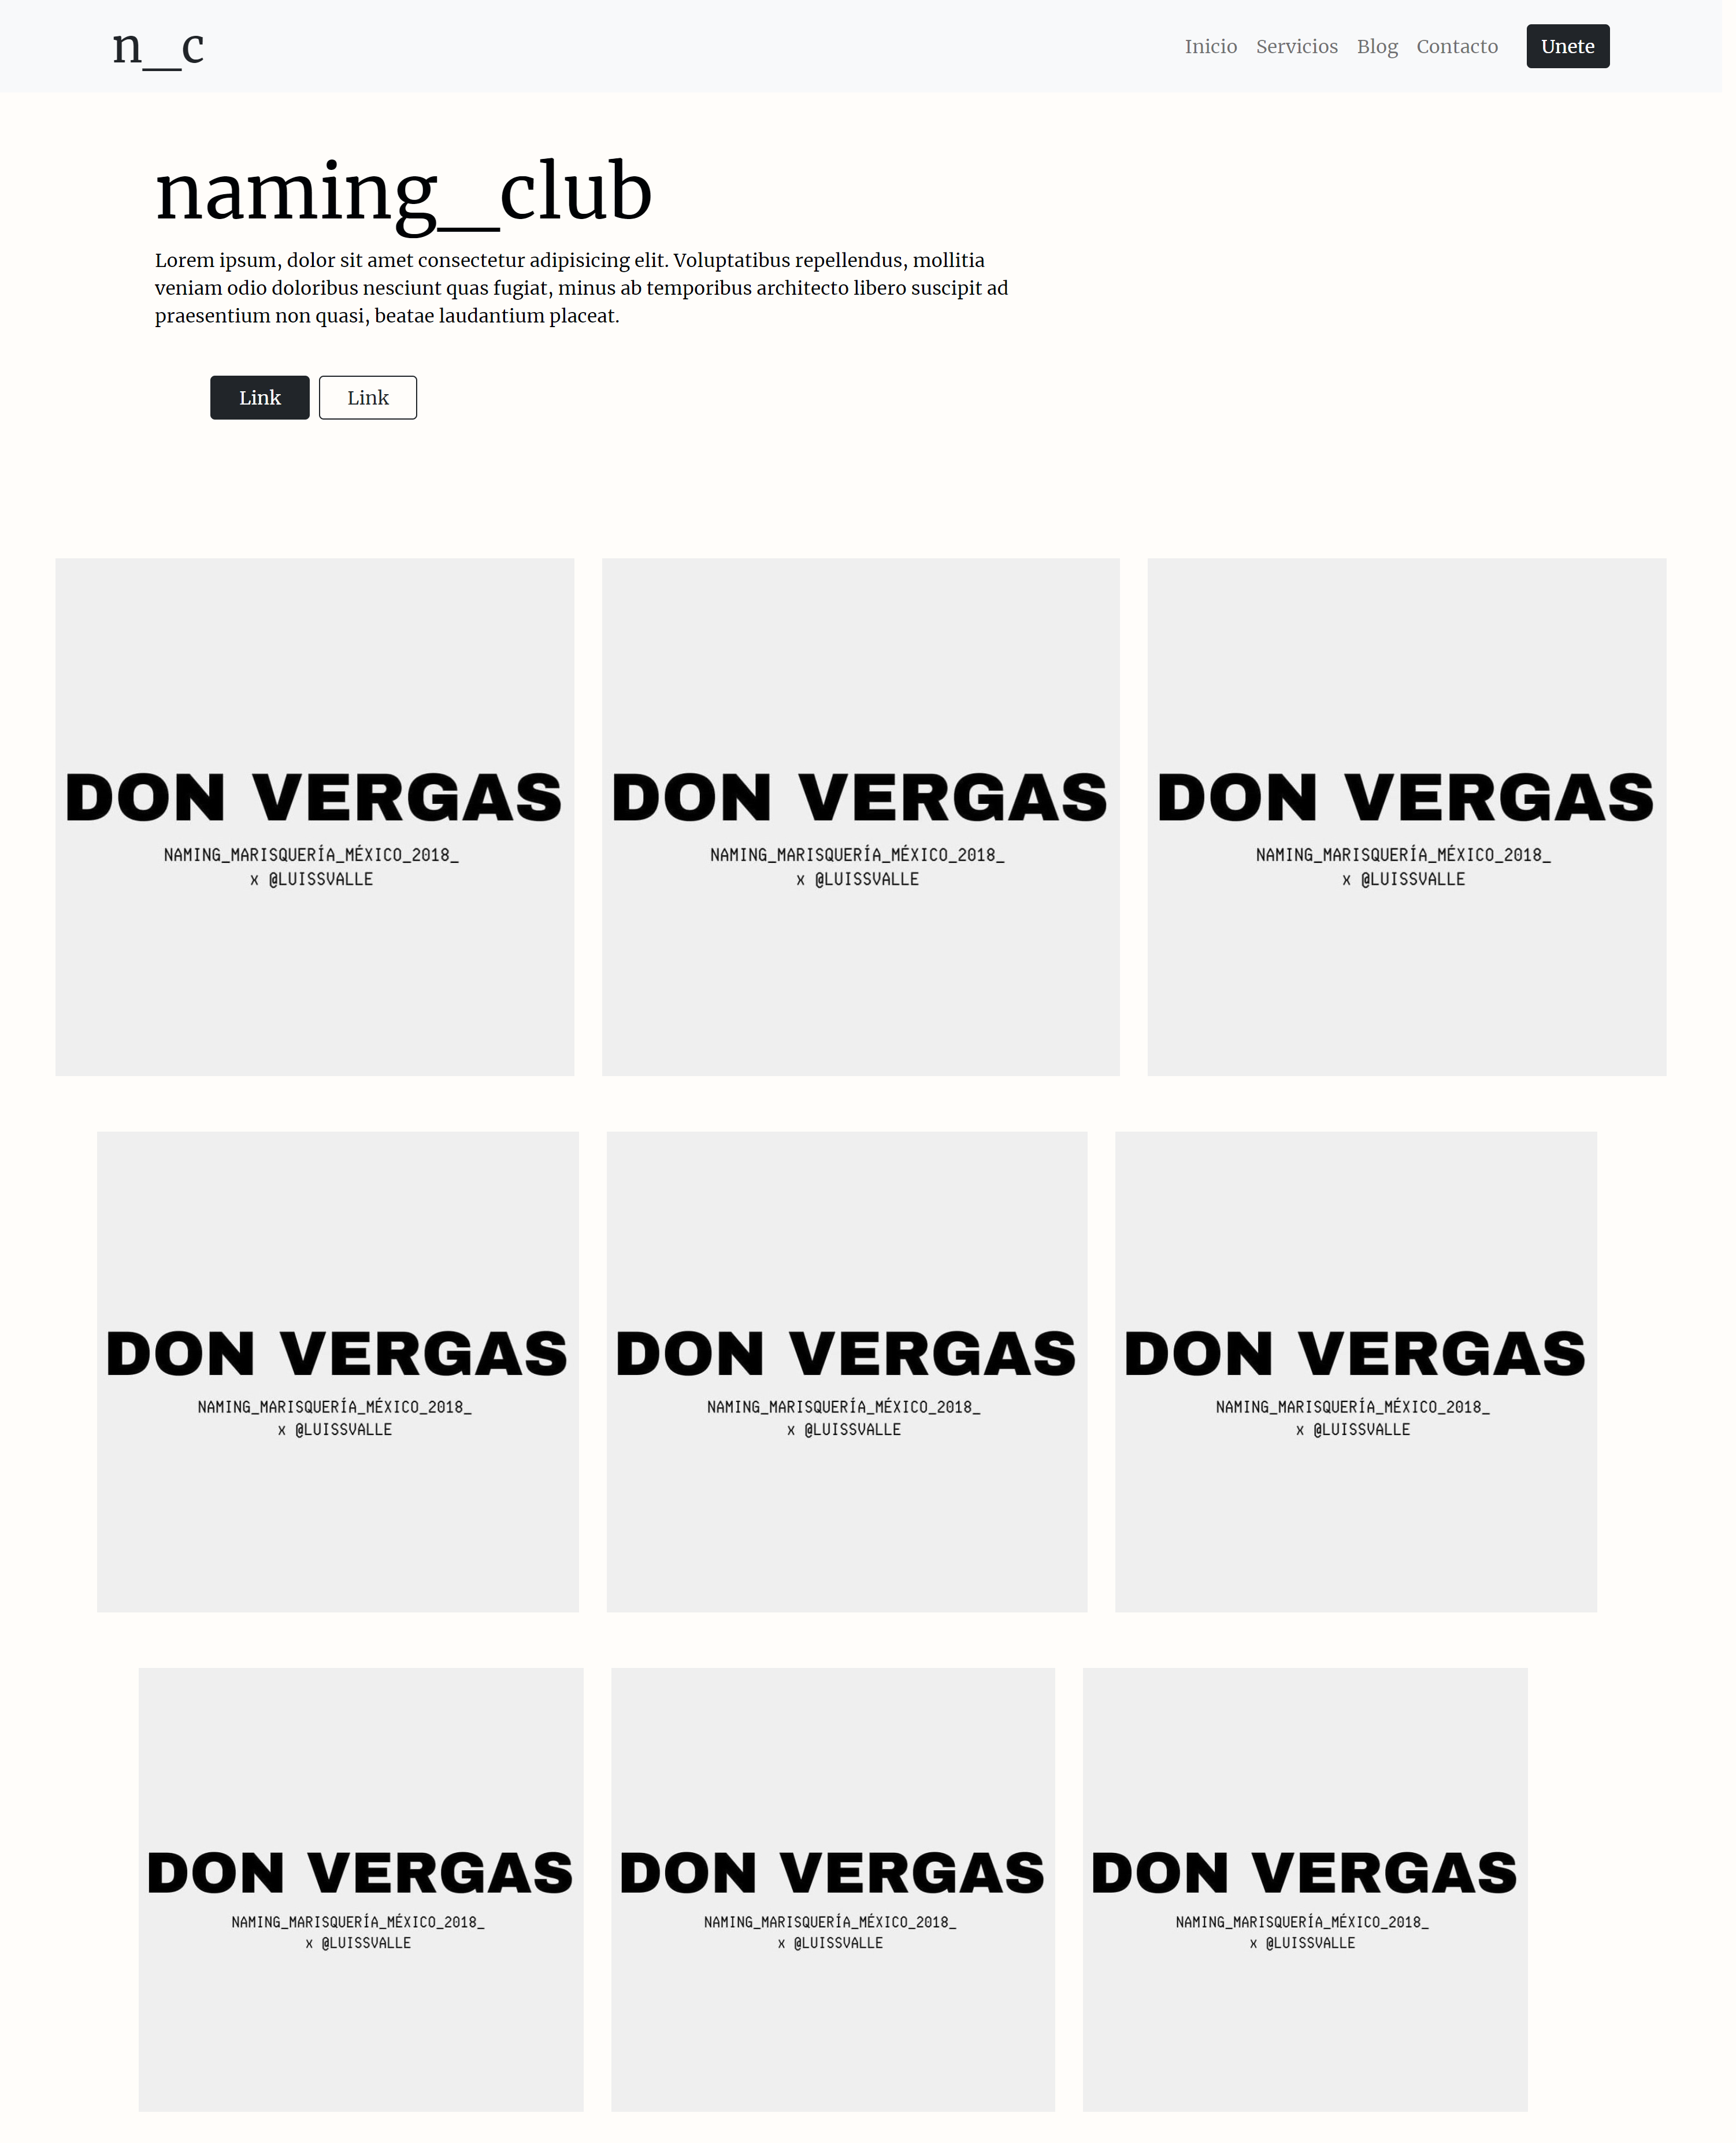 n__c
Inicio Servicios Blog Contacto Unete
naming__club
Lorem ipsum, dolor sit amet consectetur adipisicing elit. Voluptatibus repellendus, mollitia
veniam odio doloribus nesciunt quas fugiat, minus ab temporibus architecto libero suscipit ad
praesentium non quasi, beatae laudantium placeat.
Link Link
DON VERGAS
NAMING_MARISQUERÍA_MÉXICO_2018_
x @LUISSVALLE
DON VERGAS
NAMING_MARISQUERÍA_MÉXICO_2018_
x @LUISSVALLE
DON VERGAS
NAMING_MARISQUERÍA_MÉXICO_2018_
x @LUISSVALLE
DON VERGAS
NAMING_MARISQUERÍA_MÉXICO_2018_
x @LUISSVALLE
DON VERGAS
NAMING_MARISQUERÍA_MÉXICO_2018_
x @LUISSVALLE
DON VERGAS
NAMING_MARISQUERÍA_MÉXICO_2018_
x @LUISSVALLE
DON VERGAS
NAMING_MARISQUERÍA_MÉXICO_2018_
x @LUISSVALLE
DON VERGAS
NAMING_MARISQUERÍA_MÉXICO_2018_
x @LUISSVALLE
DON VERGAS
NAMING_MARISQUERÍA_MÉXICO_2018_
x @LUISSVALLE